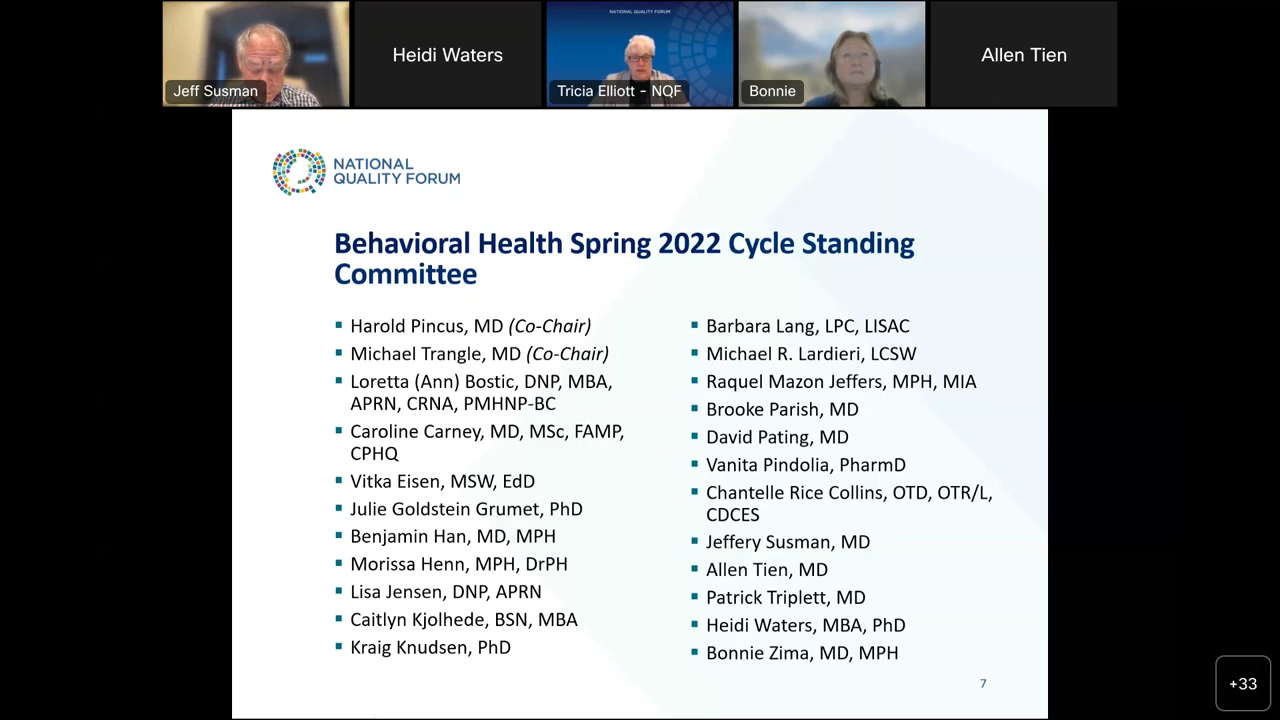 Jeff Susman
Heidi Waters
NATIONAL QUALITY FORUM
Tricia Elliott - NQF
Bonnie
Allen Tien
NATIONAL
QUALITY FORUM
Behavioral Health Spring 2022 Cycle Standing
Committee
▪ Harold Pincus, MD (Co-Chair)
▪ Michael Trangle, MD (Co-Chair)
▪ Loretta (Ann) Bostic, DNP, MBA,
APRN, CRNA, PMHNP-BC
▪ Caroline Carney, MD, MSc, FAMP,
CPHQ
▪ Vitka Eisen, MSW, EdD
▪ Julie Goldstein Grumet, PhD
▪ Benjamin Han, MD, MPH
▪ Morissa Henn, MPH, DrPH
▪ Lisa Jensen, DNP, APRN
▪ Caitlyn Kjolhede, BSN, MBA
▪ Kraig Knudsen, PhD
▪ Barbara Lang, LPC, LISAC
▪ Michael R. Lardieri, LCSW
▪ Raquel Mazon Jeffers, MPH, MIA
▪ Brooke Parish, MD
▪ David Pating, MD
▪ Vanita Pindolia, PharmD
▪ Chantelle Rice Collins, OTD, OTR/L,
CDCES
▪ Jeffery Susman, MD
▪ Allen Tien, MD
▪ Patrick Triplett, MD
▪ Heidi Waters, MBA, PhD
▪ Bonnie Zima, MD, MPH
7
+33